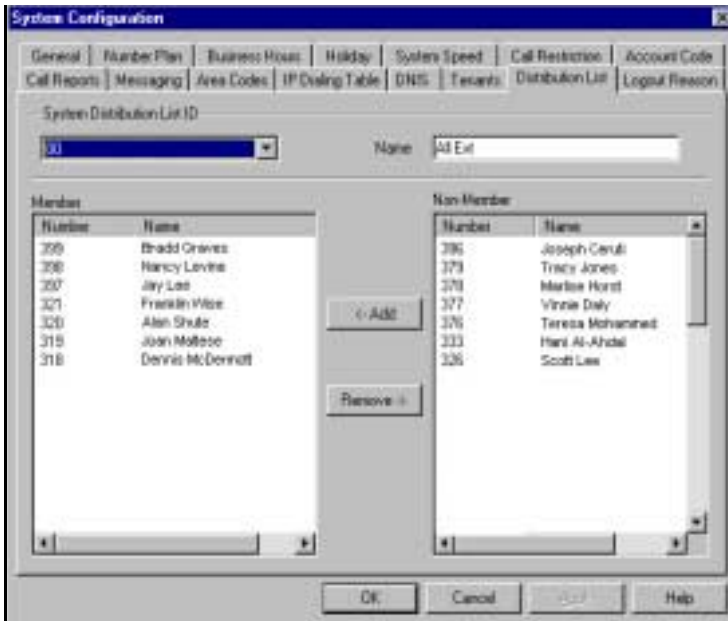 System Configuration
General Number Plan Business Hours Holiday System Speed Call Restriction Account Code
Call Reports Messaging Area Codes IP Dialing Table DNIS Tenants Distribution List Logout Reason
System Distribution List ID
00
Name All Ext
Member
Number Name
399 Bradd Graves
398 Nancy Levine
397 Jay Lee
321 Franklin Wise
320 Alan Shute
319 Joan Maltese
318 Dennis McDermott
<- Add
Remove ->
Non-Member
Number Name
396 Joseph Ceruti
379 Tracy Jones
378 Marlise Horst
377 Vinnie Daly
376 Teresa Mohammed
333 Hani Al-Ahdal
326 Scott Lee
OK Cancel Help